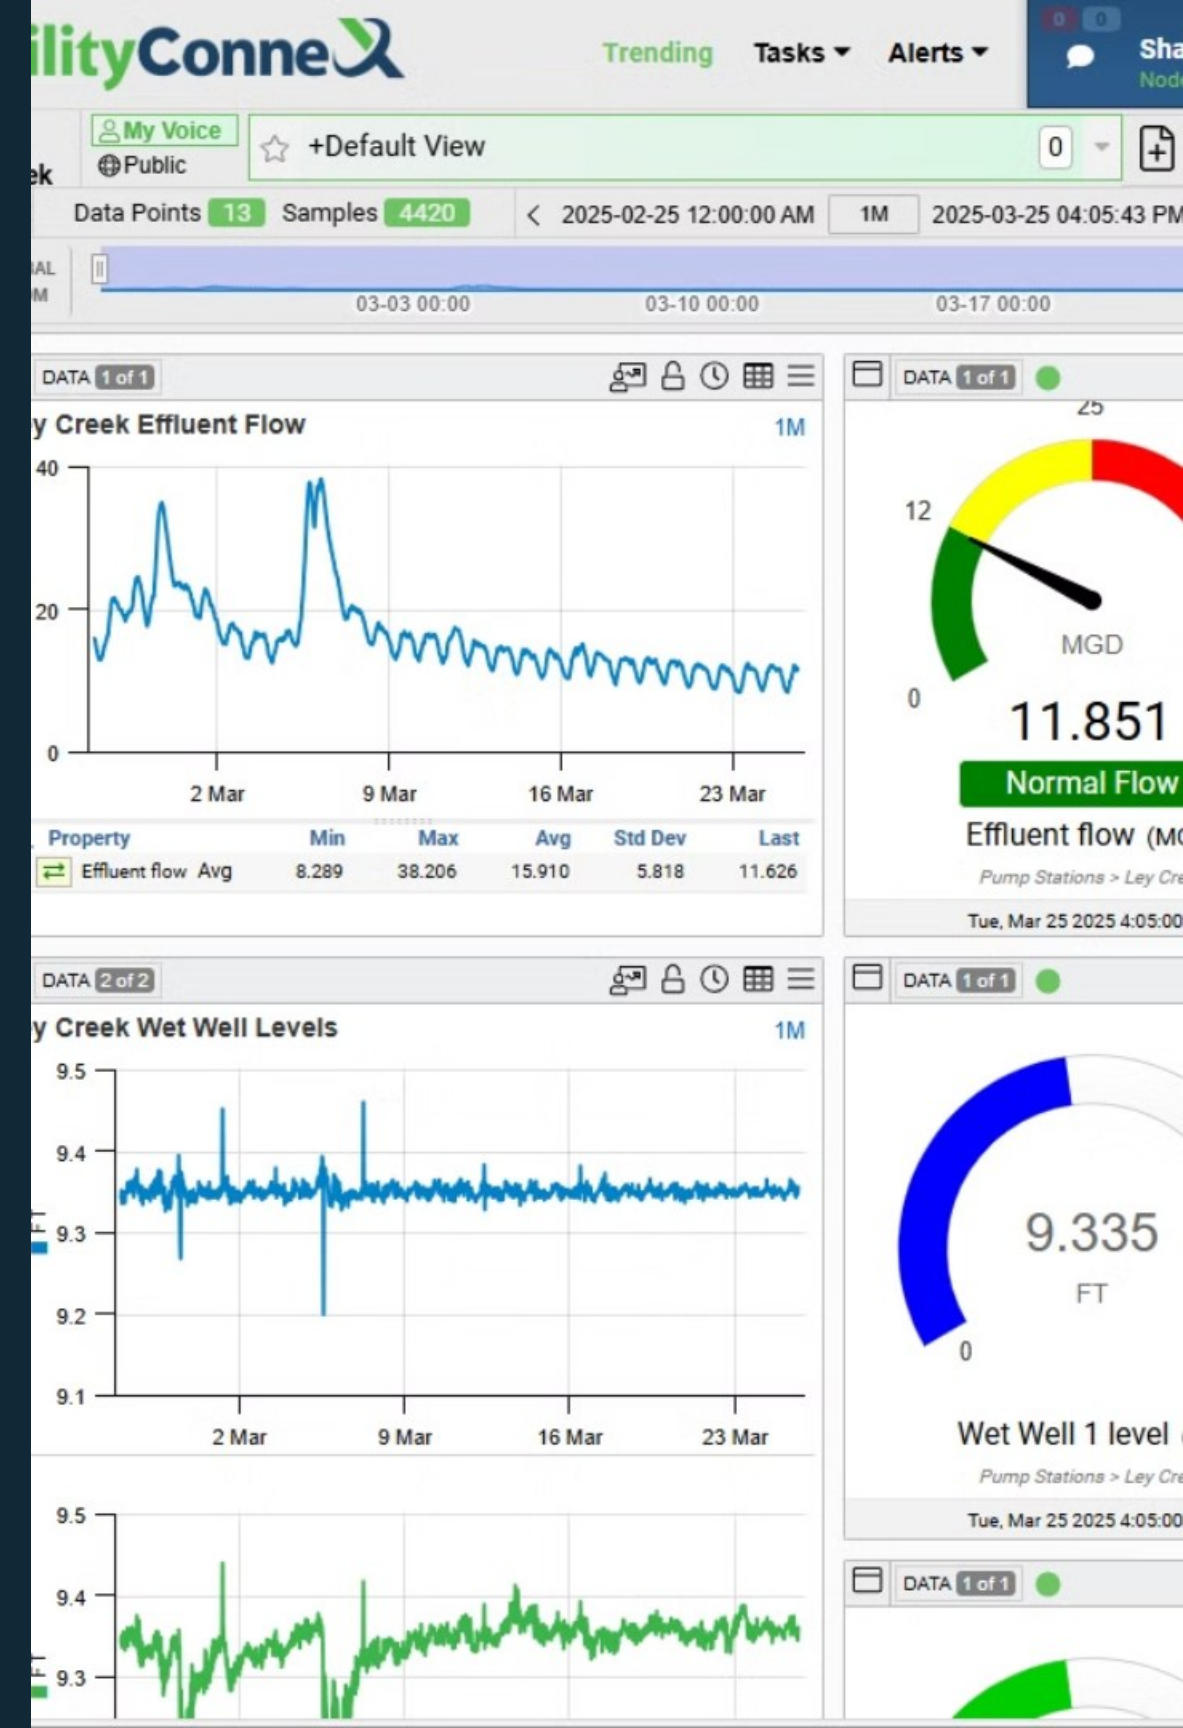 ilityConneX
Trending Tasks Alerts
0 0
Sha
Node
ek
My Voice
Public
+Default View 0
Data Points 13 Samples 4420 < 2025-02-25 12:00:00 AM 1M 2025-03-25 04:05:43 PM
AL
M
03-03 00:00 03-10 00:00 03-17 00:00
DATA 1 of 1
y Creek Effluent Flow 1M
40
20
0
2 Mar 9 Mar 16 Mar 23 Mar
Property Min Max Avg Std Dev Last
Effluent flow Avg 8.289 38.206 15.910 5.818 11.626
DATA 1 of 1
25
12
0
MGD
11.851
Normal Flow
Effluent flow (MG
Pump Stations > Ley Cre
Tue, Mar 25 2025 4:05:00
DATA 2 of 2
y Creek Wet Well Levels 1M
9.5
9.4
9.3
9.2
9.1
FT
2 Mar 9 Mar 16 Mar 23 Mar
9.5
9.4
9.3
FT
DATA 1 of 1
9.335
FT
0
Wet Well 1 level (
Pump Stations > Ley Cre
Tue, Mar 25 2025 4:05:00
DATA 1 of 1